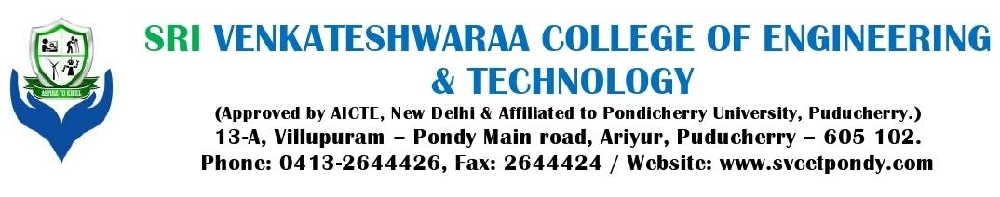 SRI VENKATESHWARAA COLLEGE OF ENGINEERING
& TECHNOLOGY
(Approved by AICTE, New Delhi & Affiliated to Pondicherry University, Puducherry.)
13-A, Villupuram – Pondy Main road, Ariyur, Puducherry – 605 102.
Phone: 0413-2644426, Fax: 2644424 / Website: www.svcetpondy.com
ASPIRE TO EXCEL